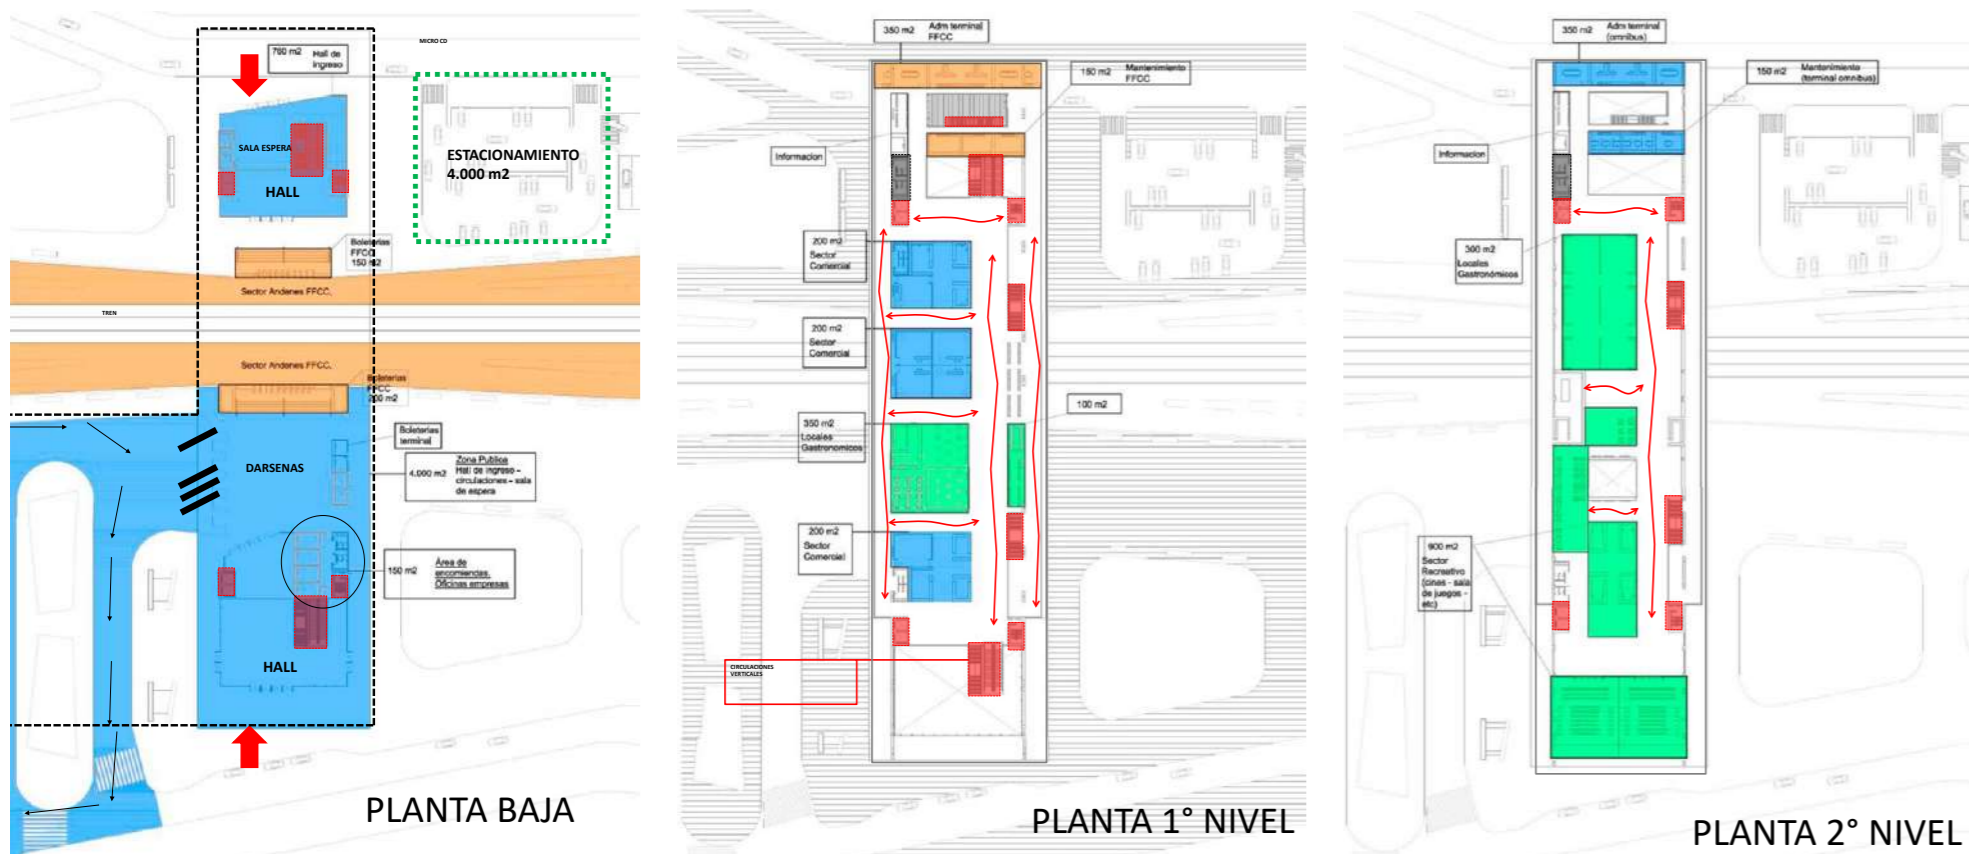 MICRO CD
760 m2 Hall de
ingreso
SALA ESPERA
HALL
ESTACIONAMIENTO
4.000 m2
Boleterias
FFCC
150 m2
Sector Andenes FFCC.
TREN
Sector Andenes FFCC.
Boleterias
FFCC
200 m2
Boleterias
terminal
DARSENAS
4.000 m2
Zona Publica
Hall de ingreso –
circulaciones – sala
de espera
150 m2
Área de
encomiendas.
Oficinas empresas
HALL
PLANTA BAJA
350 m2 Adm terminal
FFCC
150 m2 Mantenimiento
FFCC
Informacion
200 m2
Sector
Comercial
200 m2
Sector
Comercial
100 m2
350 m2
Locales
Gastronomicos
200 m2
Sector
Comercial
CIRCULACIONES
VERTICALES
PLANTA 1° NIVEL
350 m2 Adm terminal
(omnibus)
150 m2 Mantenimiento
(terminal omnibus)
Informacion
300 m2
Locales
Gastronómicos
900 m2
Sector
Recreativo
(cines - sala
de juegos -
etc)
PLANTA 2° NIVEL